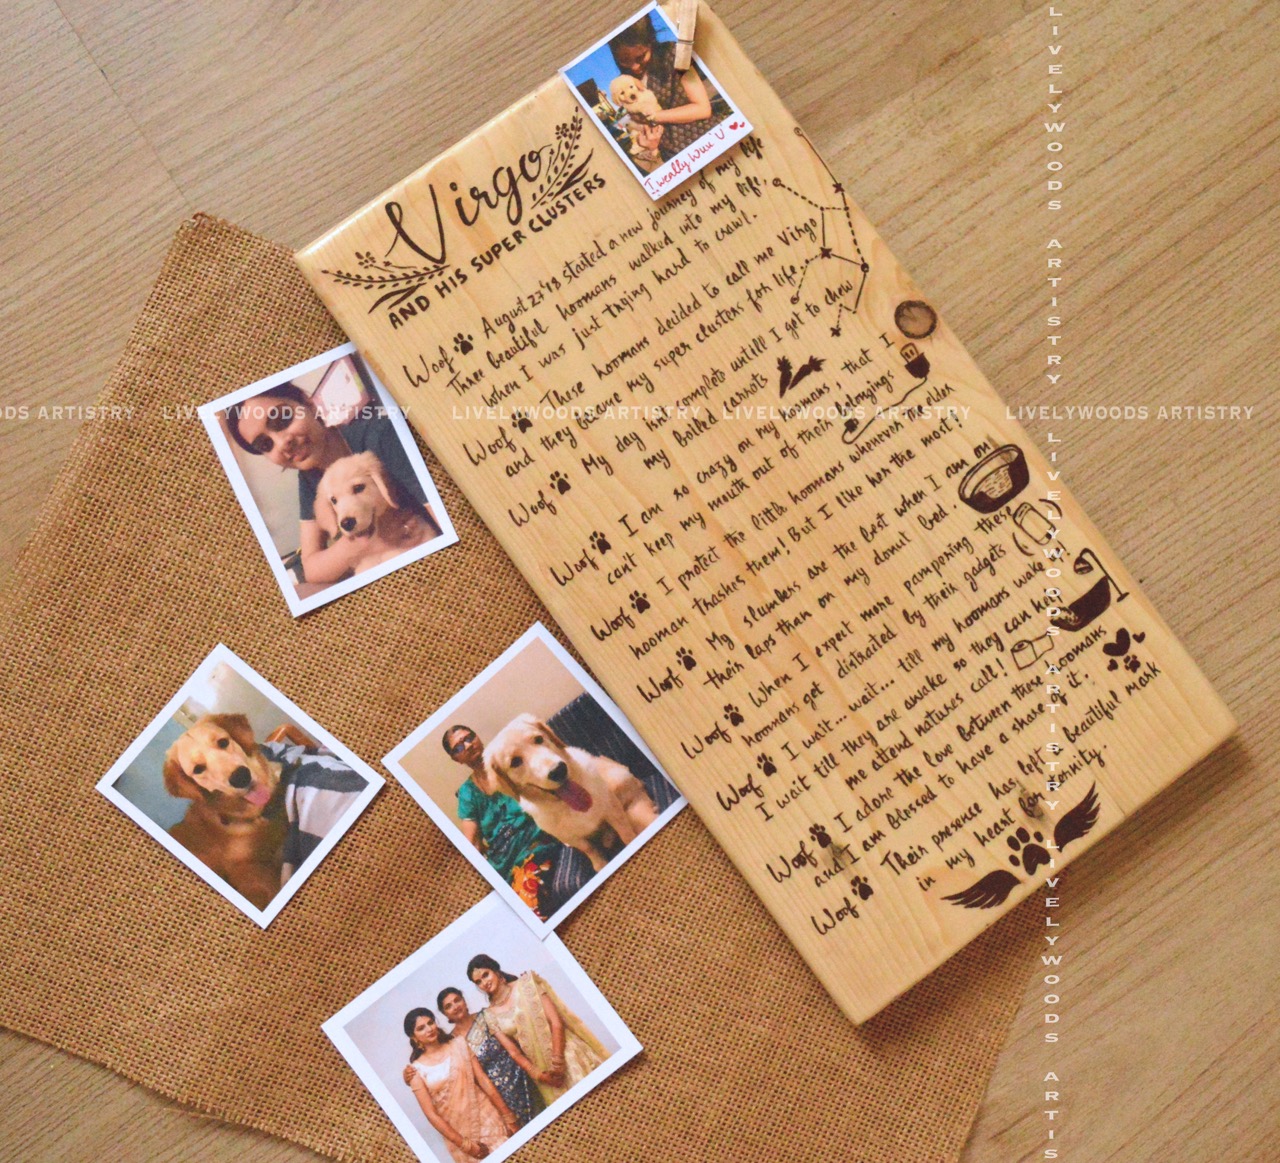 Virgo
AND HIS SUPER CLUSTERS
I weally wuv 'U'
Woof August 27'18 started a new journey of my life
Three beautiful hoomans walked into my life,
When I was just trying hard to crawl.
Woof These hoomans decided to call me Virgo
and they became my super clusters for life.
Woof My day isn't complete untill I get to chew
my boiled carrots
Woof I am so crazy on my hoomans, that I
can't keep my mouth out of their belongings
Woof I protect the little hoomans whenever the elder
hooman thrashes them! But I like her the most!
Woof My slumbers are the best when I am on
their laps than on my donut bed.
Woof When I expect more pampering these
hoomans get distracted by their gadgets
Woof I wait... wait.... till my hoomans wake up!
I wait till they are awake so they can help
me attend natures call!
Woof I adore the love between these hoomans
and I am blessed to have a share of it.
Woof Their presence has left a beautiful mark
in my heart for eternity.
LIVELYWOODS ARTISTRY LIVELYWOODS ARTISTRY LIVELYWOODS ARTISTRY LIVELYWOODS ARTISTRY
LIVELYWOODS ARTISTRY LIVELYWOODS ARTISTRY LIVELYWOODS ARTIS